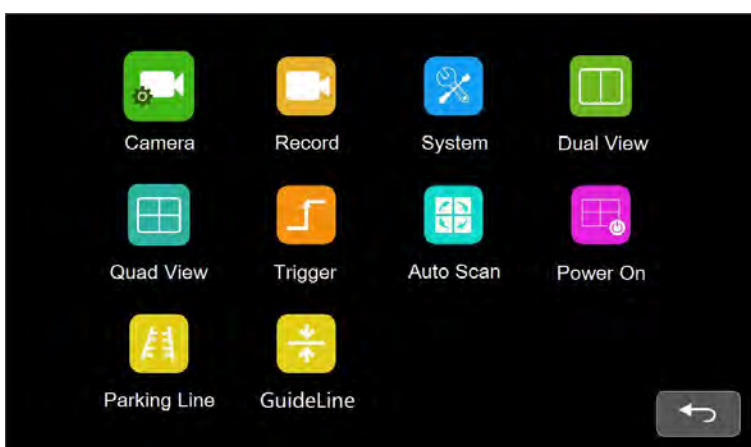 Camera Record System Dual View
Quad View Trigger Auto Scan Power On
Parking Line GuideLine